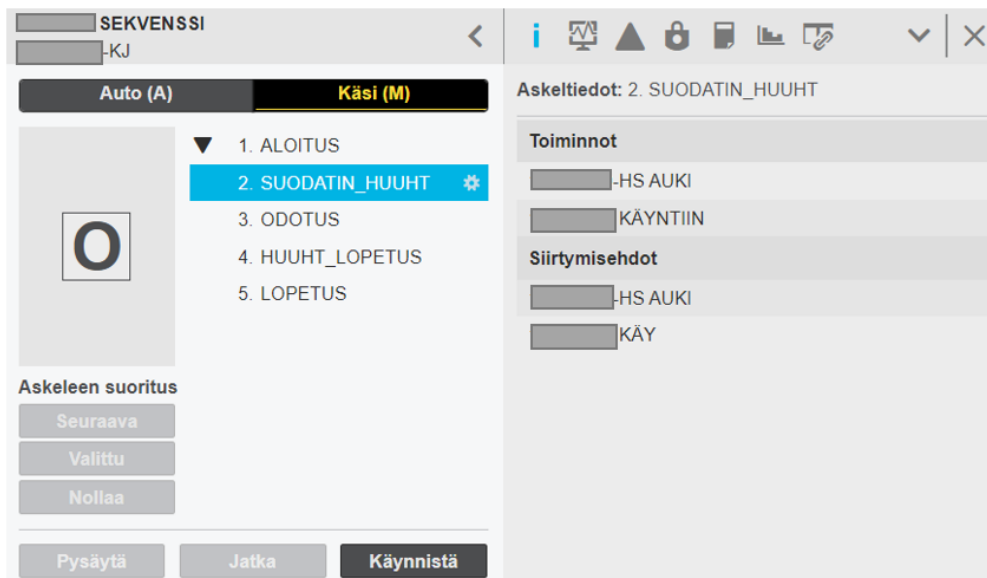 SEKVENSSI
-KJ
Auto (A) Käsi (M)
1. ALOITUS
2. SUODATIN_HUUHT
3. ODOTUS
4. HUUHT_LOPETUS
5. LOPETUS
O
Askeleen suoritus
Seuraava
Valittu
Nollaa
Pysäytä Jatka Käynnistä
i
Askeltiedot: 2. SUODATIN_HUUHT
Toiminnot
-HS AUKI
KÄYNTIIN
Siirtymisehdot
-HS AUKI
KÄY